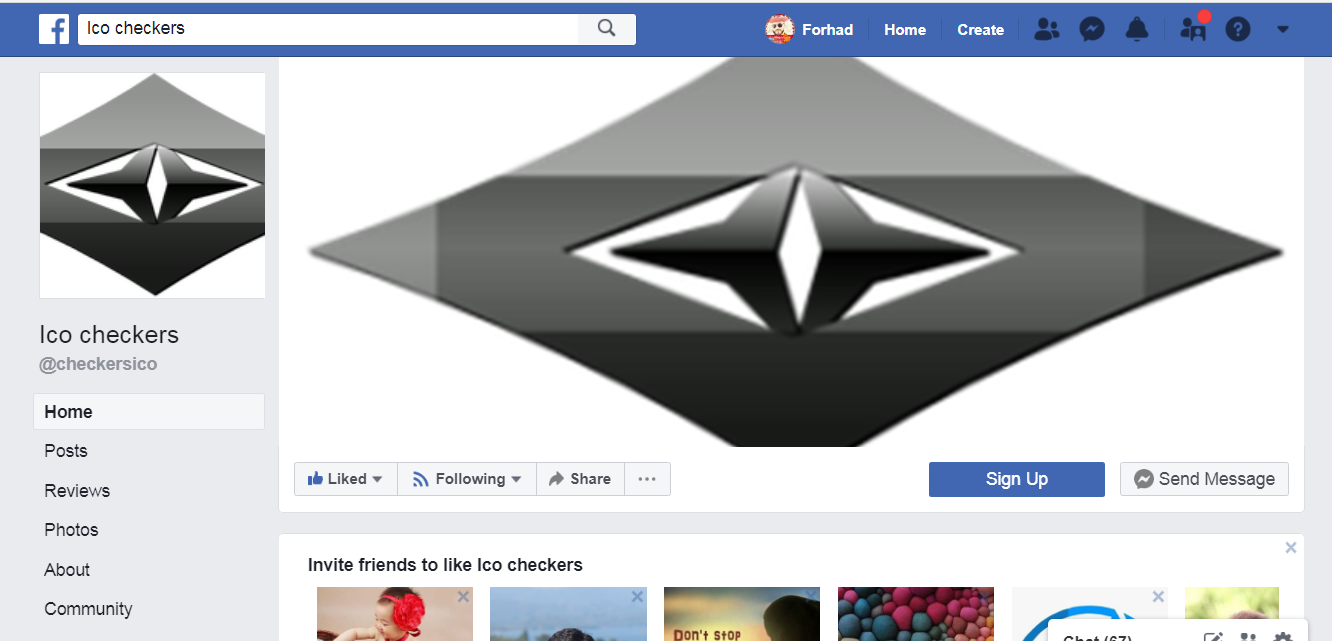 Ico checkers
Forhad
Home
Create
Ico checkers
@checkersico
Home
Posts
Reviews
Photos
About
Community
Liked
Following
Share
Sign Up
Send Message
Invite friends to like Ico checkers
DON'T STOP
Chat (67)